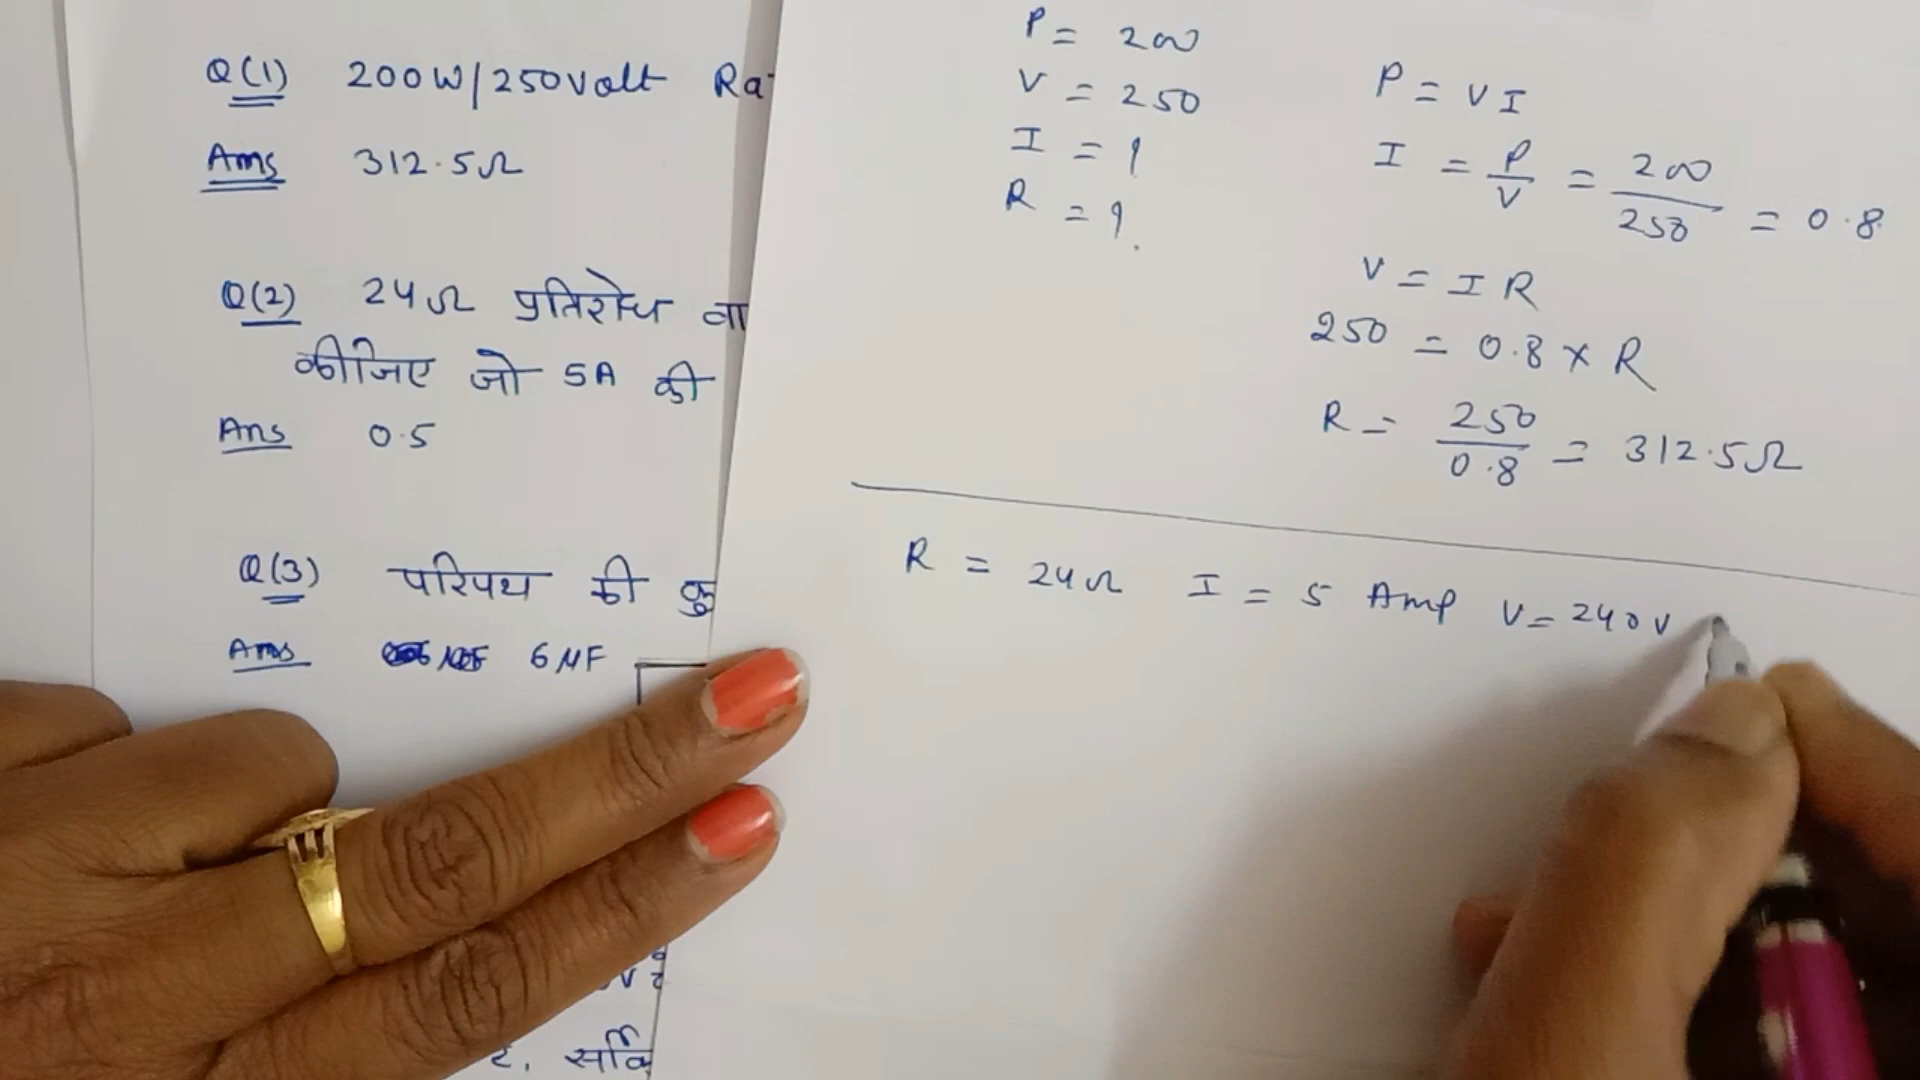 Q(1) 200W/250Volt Ra
Ans 312.5Ω
Q(2) 24Ω प्रतिरोध वा
कीजिए जो 5A की
Ans 0.5
Q(3) परिपथ की कु
Ans 6μF
P = 200
V = 250
I = ?
R = ?.
P = VI
I = P/V = 200/250 = 0.8
V = IR
250 = 0.8 × R
R = 250/0.8 = 312.5Ω
R = 24Ω I = 5 Amp V = 240V